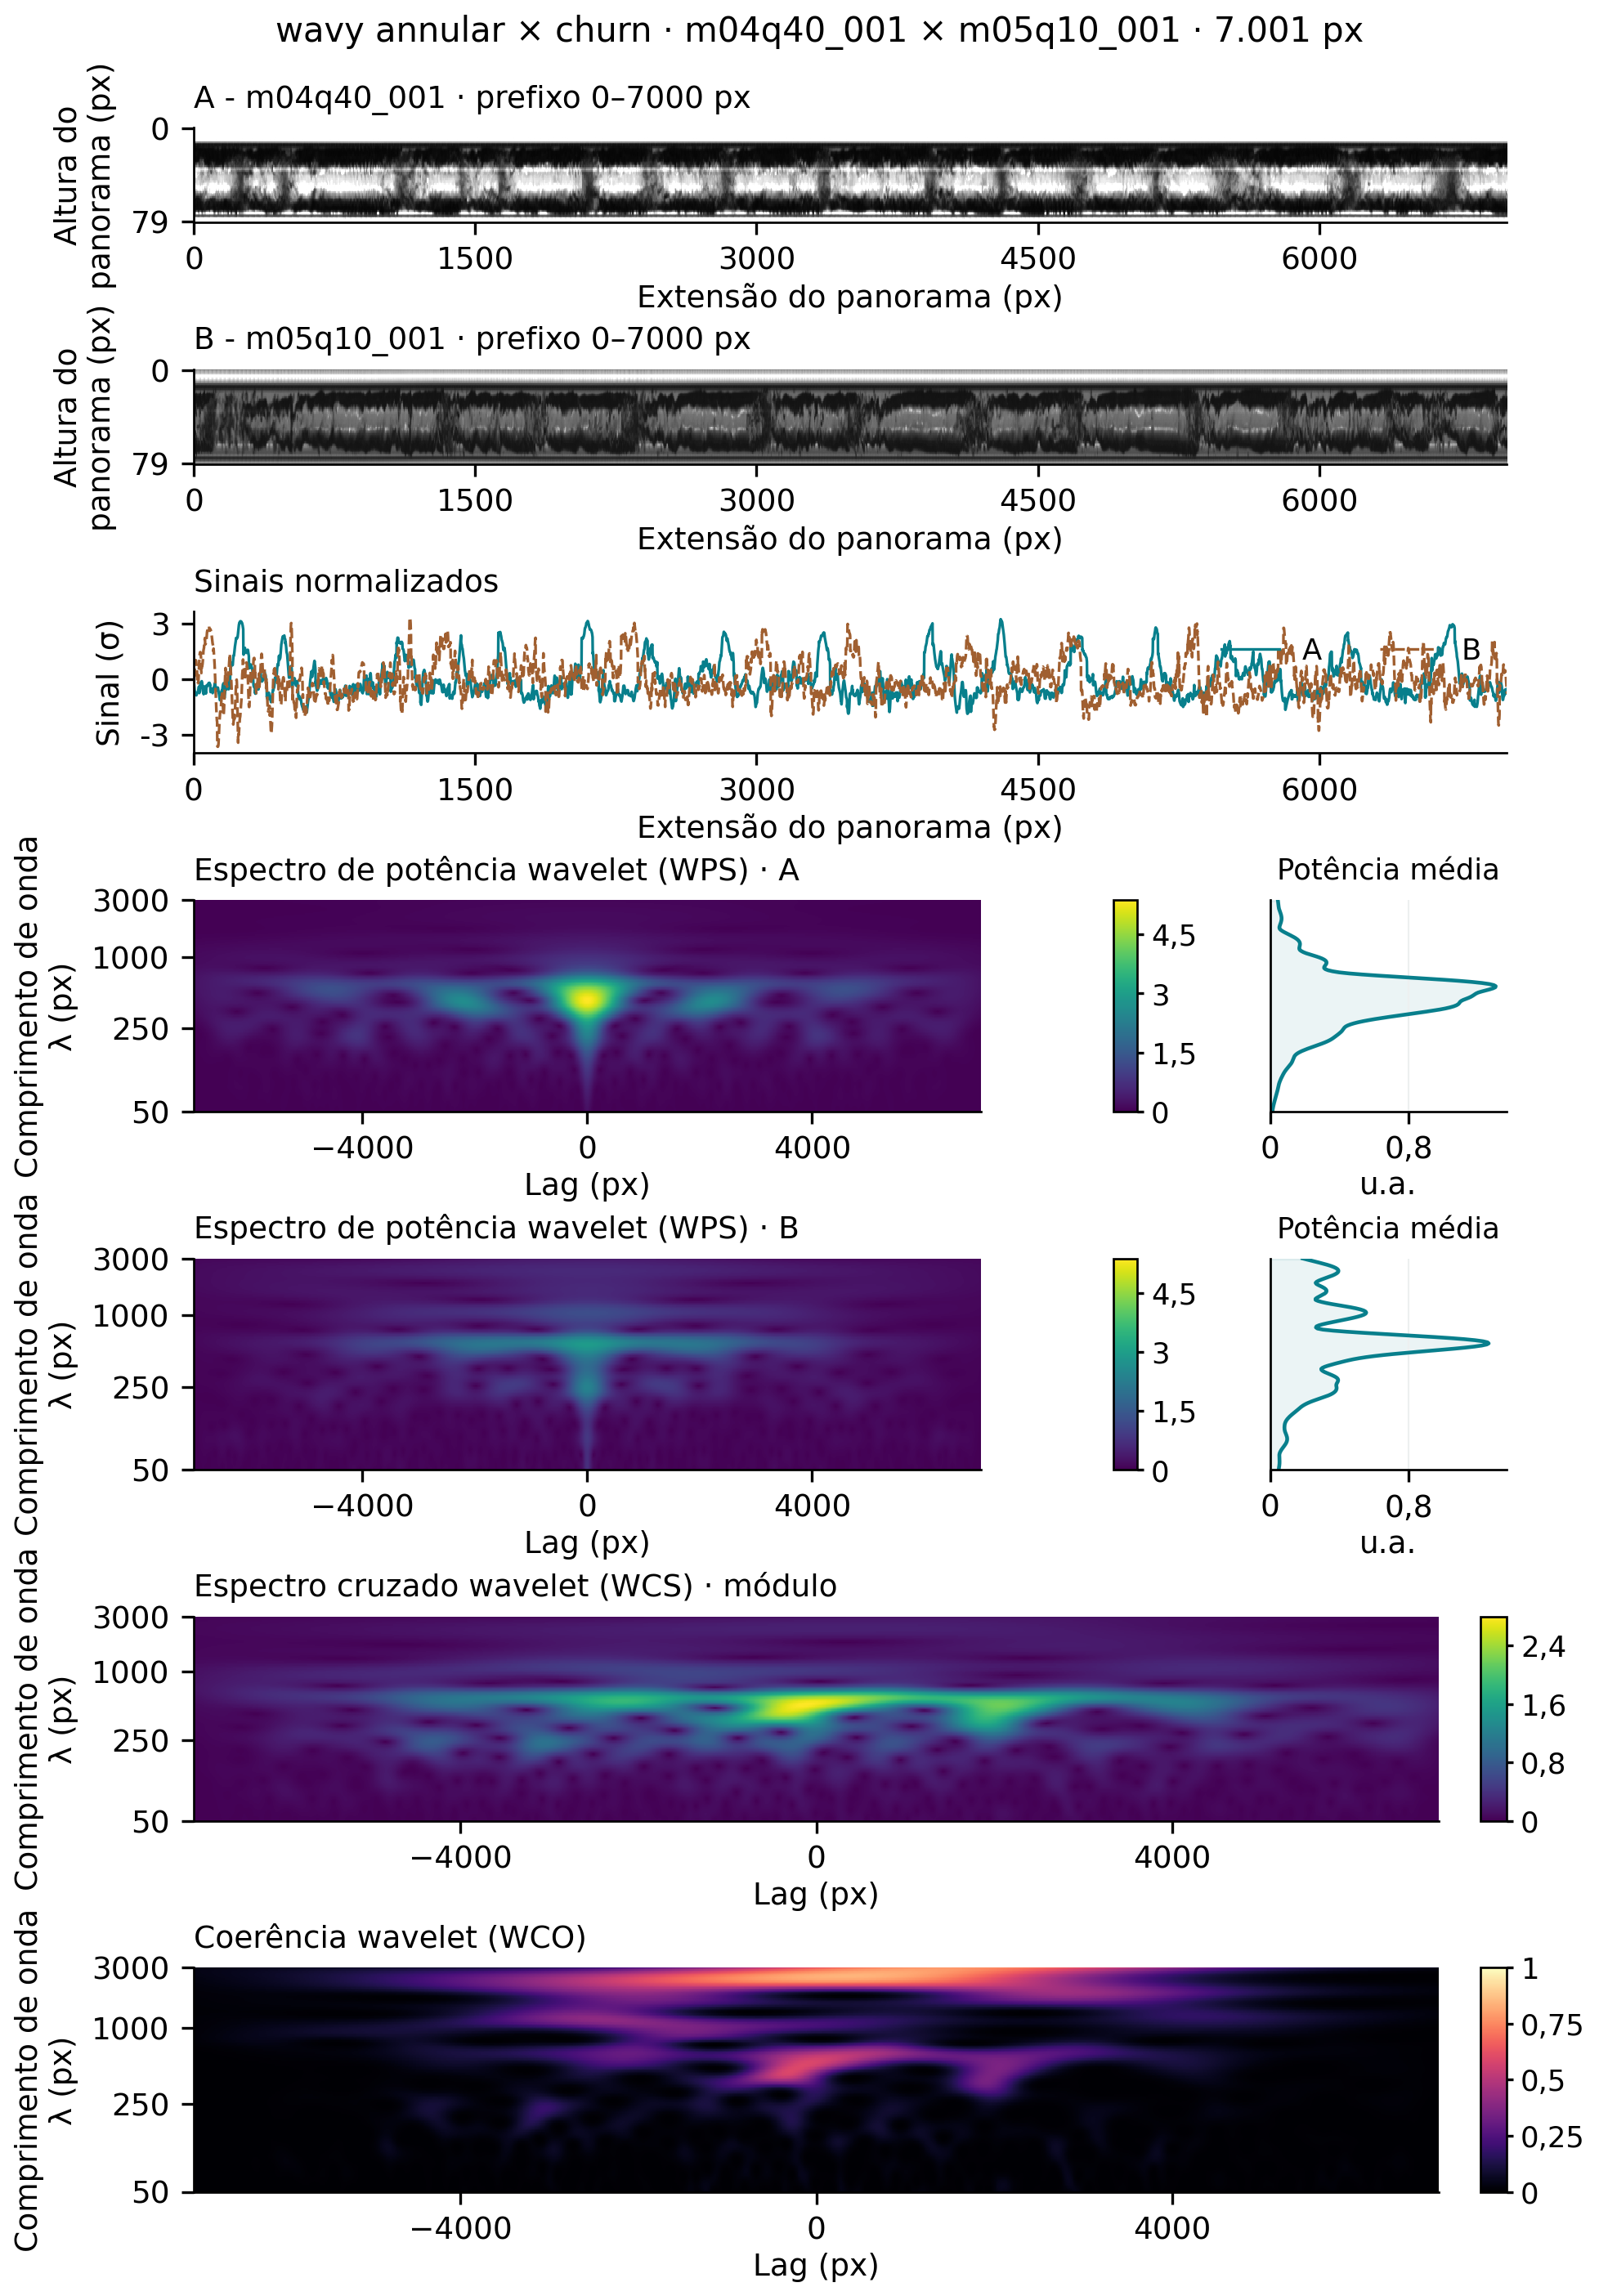 wavy annular × churn · m04q40_001 × m05q10_001 · 7.001 px
A - m04q40_001 · prefixo 0–7000 px
Altura do
panorama (px)
0
79
0 1500 3000 4500 6000
Extensão do panorama (px)
B - m05q10_001 · prefixo 0–7000 px
Altura do
panorama (px)
0
79
0 1500 3000 4500 6000
Extensão do panorama (px)
Sinais normalizados
Sinal (σ)
3
0
-3
A B
0 1500 3000 4500 6000
Extensão do panorama (px)
Espectro de potência wavelet (WPS) · A
Comprimento de onda
λ (px)
3000
1000
250
50
−4000 0 4000
Lag (px)
4,5
3
1,5
0
Potência média
0 0,8
u.a.
Espectro de potência wavelet (WPS) · B
Comprimento de onda
λ (px)
3000
1000
250
50
−4000 0 4000
Lag (px)
4,5
3
1,5
0
Potência média
0 0,8
u.a.
Espectro cruzado wavelet (WCS) · módulo
Comprimento de onda
λ (px)
3000
1000
250
50
−4000 0 4000
Lag (px)
2,4
1,6
0,8
0
Coerência wavelet (WCO)
Comprimento de onda
λ (px)
3000
1000
250
50
−4000 0 4000
Lag (px)
1
0,75
0,5
0,25
0